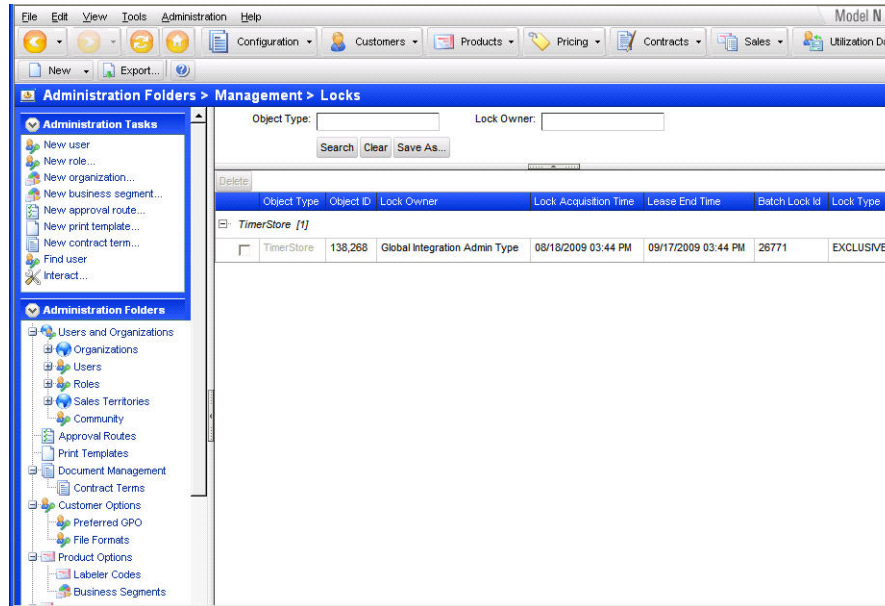 File Edit View Tools Administration Help
Model N
Configuration Customers Products Pricing Contracts Sales Utilization Da
New Export...
Administration Folders > Management > Locks
Administration Tasks
New user
New role...
New organization...
New business segment...
New approval route...
New print template...
New contract term...
Find user
Interact...
Administration Folders
Users and Organizations
Organizations
Users
Roles
Sales Territories
Community
Approval Routes
Print Templates
Document Management
Contract Terms
Customer Options
Preferred GPO
File Formats
Product Options
Labeler Codes
Business Segments
Object Type: Lock Owner:
Search Clear Save As...
Delete
Object Type Object ID Lock Owner Lock Acquisition Time Lease End Time Batch Lock Id Lock Type
TimerStore [1]
TimerStore 138,268 Global Integration Admin Type 08/18/2009 03:44 PM 09/17/2009 03:44 PM 26771 EXCLUSIVE